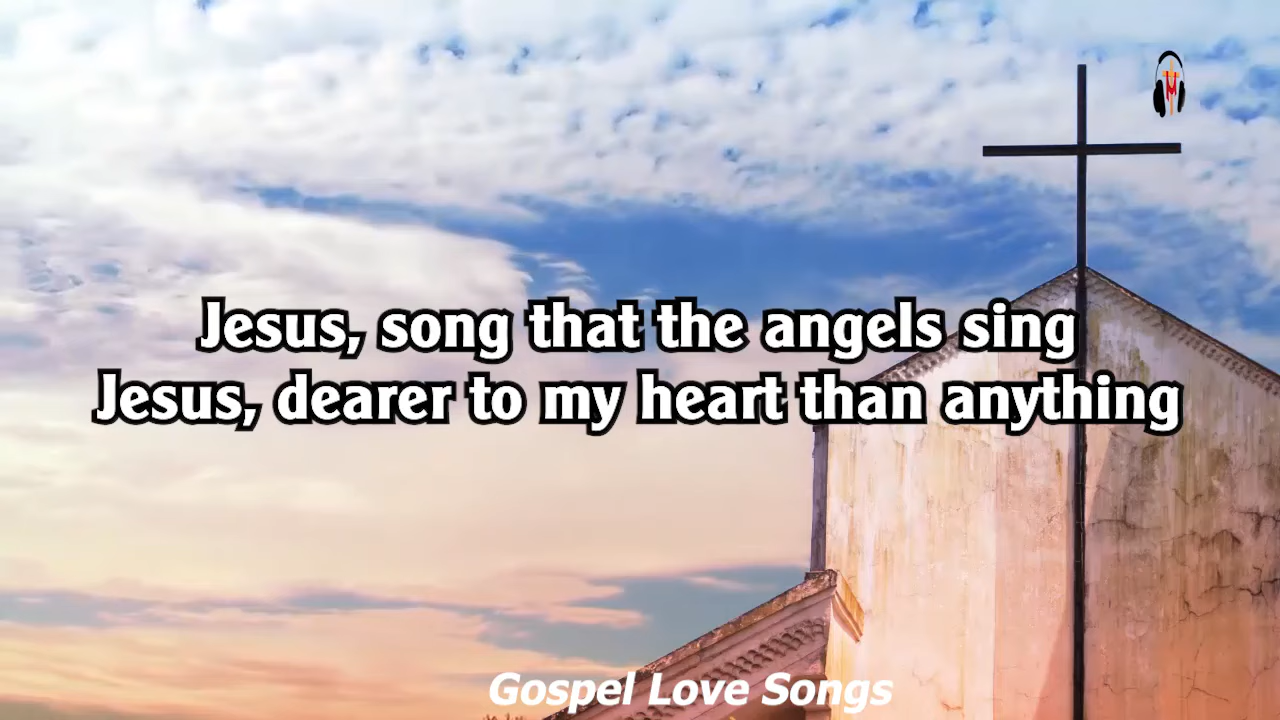 Jesus, song that the angels sing
Jesus, dearer to my heart than anything
Gospel Love Songs